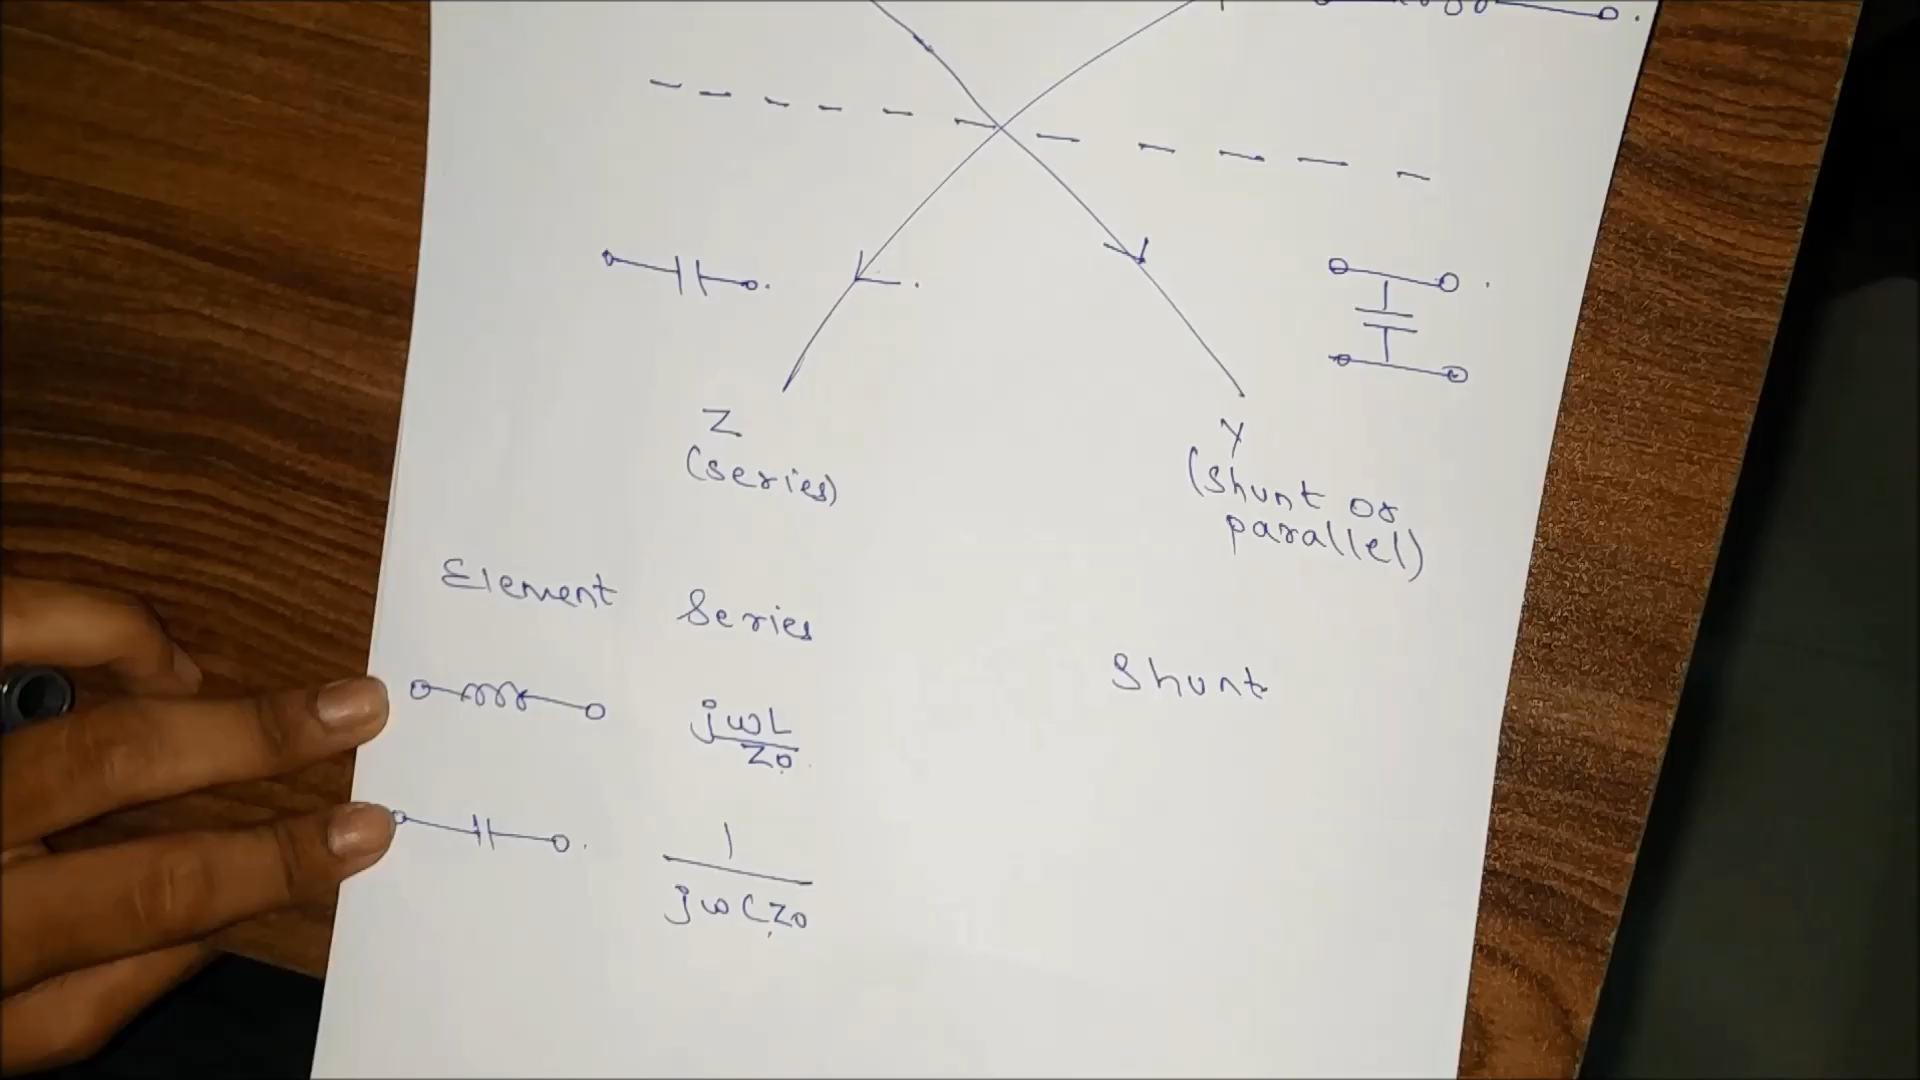 Z
(series)
Y
(shunt or
parallel)
Element Series
Shunt
jωL
Z0
1
jωCZ0